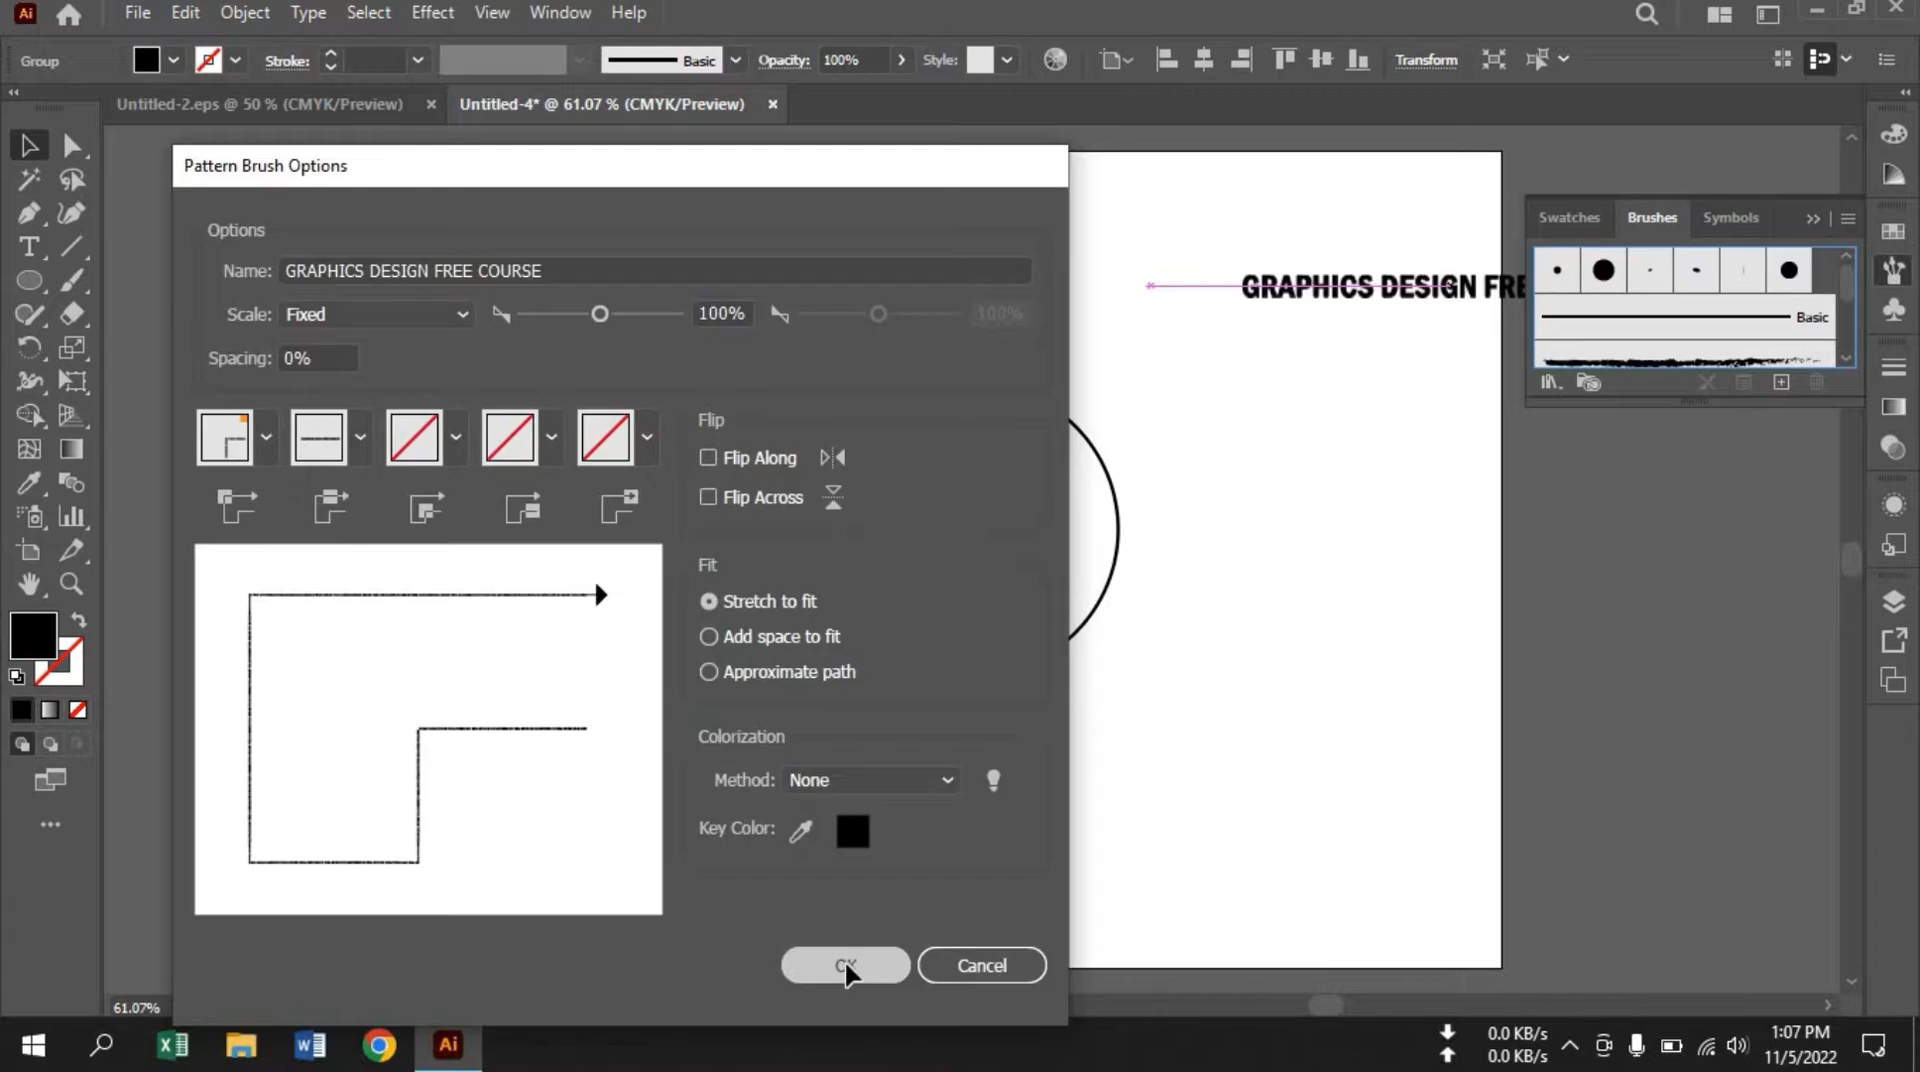 Ai File Edit Object Type Select Effect View Window Help
Group Stroke: Basic Opacity: 100% Style: Transform
Untitled-2.eps @ 50 % (CMYK/Preview) × Untitled-4* @ 61.07 % (CMYK/Preview) ×
Pattern Brush Options
Options
Name: GRAPHICS DESIGN FREE COURSE
Scale: Fixed 100% 100%
Spacing: 0%
Flip
Flip Along
Flip Across
Fit
Stretch to fit
Add space to fit
Approximate path
Colorization
Method: None
Key Color:
OK Cancel
GRAPHICS DESIGN FRE
Swatches Brushes Symbols
Basic
61.07%
Ai
0.0 KB/s
0.0 KB/s
1:07 PM
11/5/2022